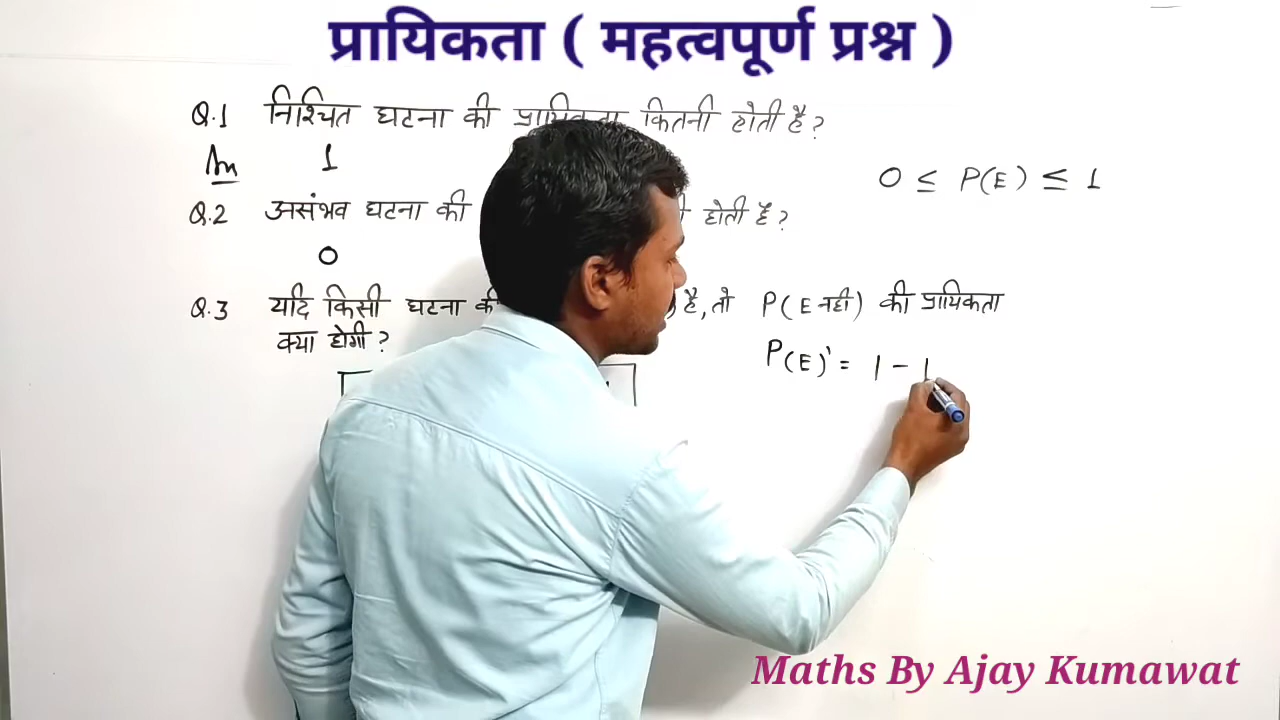 प्रायिकता ( महत्वपूर्ण प्रश्न )
Q.1 निश्चित घटना की प्रायिकता कितनी होती है ?
An 1
0 ≤ P(E) ≤ 1
Q.2 असंभव घटना की होती है ?
0
Q.3 यदि किसी घटना की है, तो P(E नहीं) की प्रायिकता
क्या होगी ?
P(E)' = 1 -
Maths By Ajay Kumawat